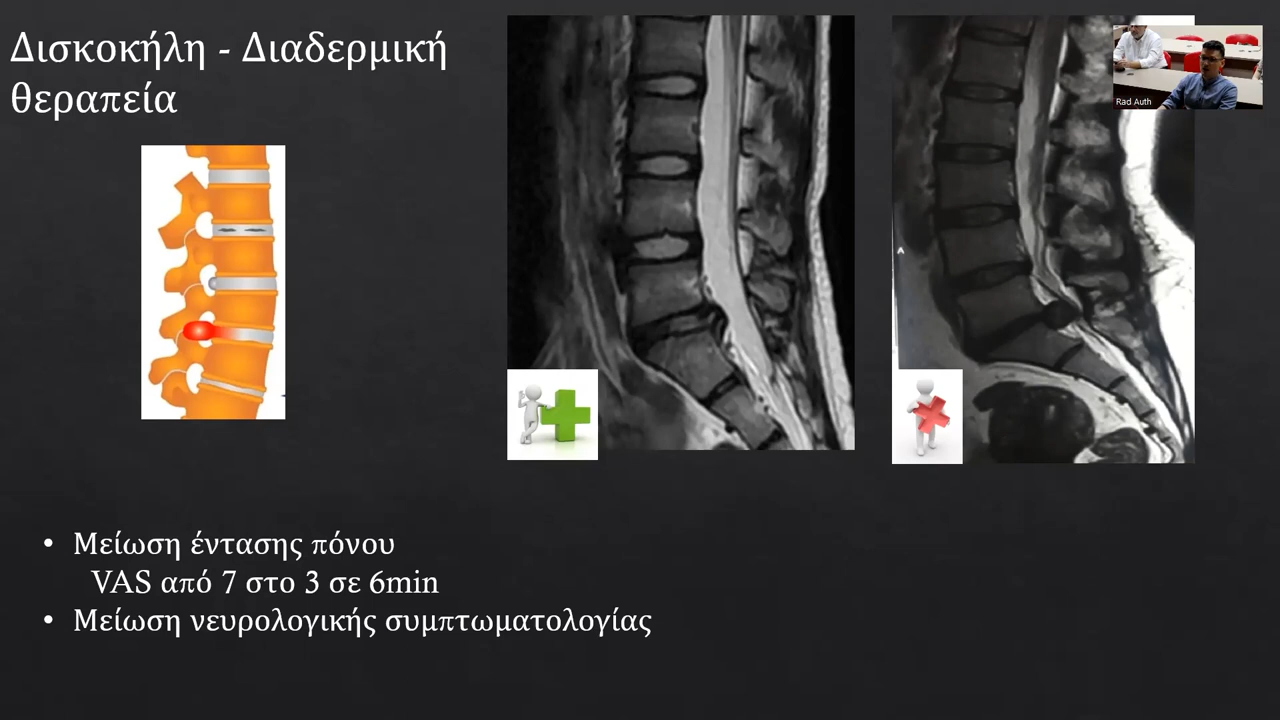 Δισκοκήλη - Διαδερμική
θεραπεία
Rad Auth
A
• Μείωση έντασης πόνου
VAS από 7 στο 3 σε 6min
• Μείωση νευρολογικής συμπτωματολογίας